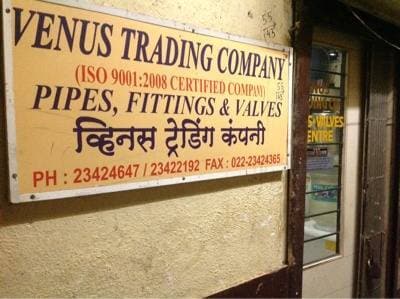 VENUS TRADING COMPANY
(ISO 9001:2008 CERTIFIED COMPANY)
PIPES, FITTINGS & VALVES
व्हिनस ट्रेडिंग कंपनी
PH : 23424647 / 23422192 FAX : 022-23424365
VALVES